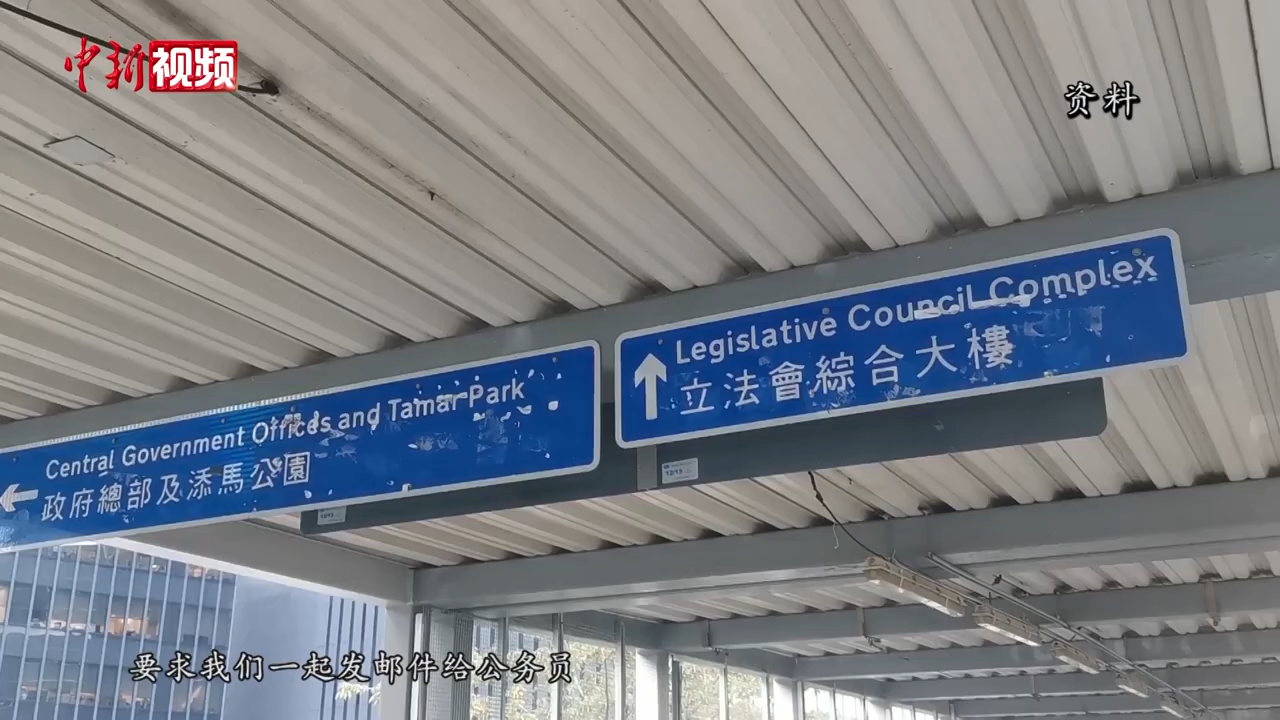 中新视频
资料
Legislative Council Complex
立法會綜合大樓
Central Government Offices and Tamar Park
政府總部及添馬公園
要求我们一起发邮件给公务员